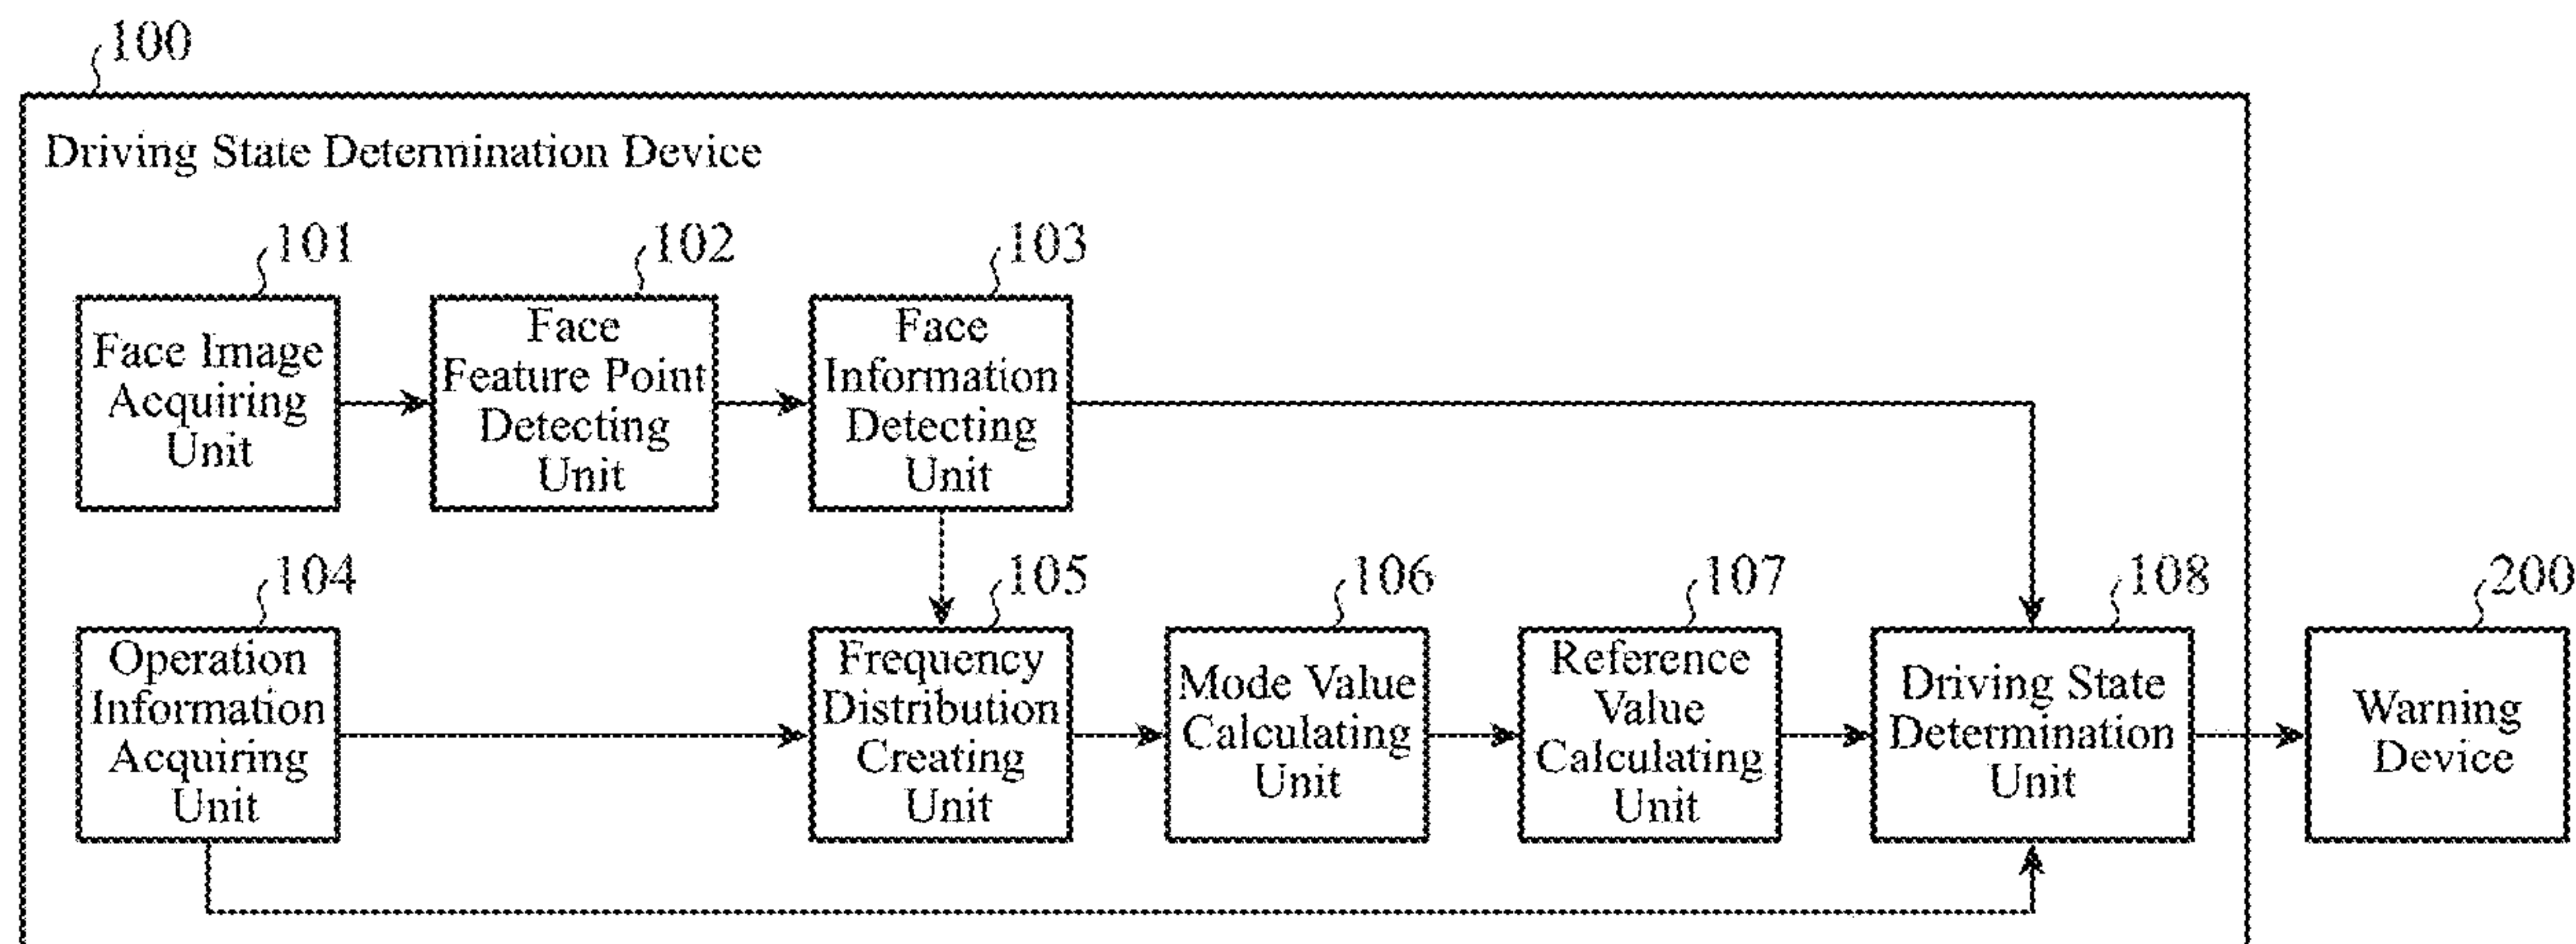 100
Driving State Determination Device
101
102
103
Face Image
Acquiring
Unit
Face
Feature Point
Detecting
Unit
Face
Information
Detecting
Unit
104
105
106
107
108
200
Operation
Information
Acquiring
Unit
Frequency
Distribution
Creating
Unit
Mode Value
Calculating
Unit
Reference
Value
Calculating
Unit
Driving State
Determination
Unit
Warning
Device